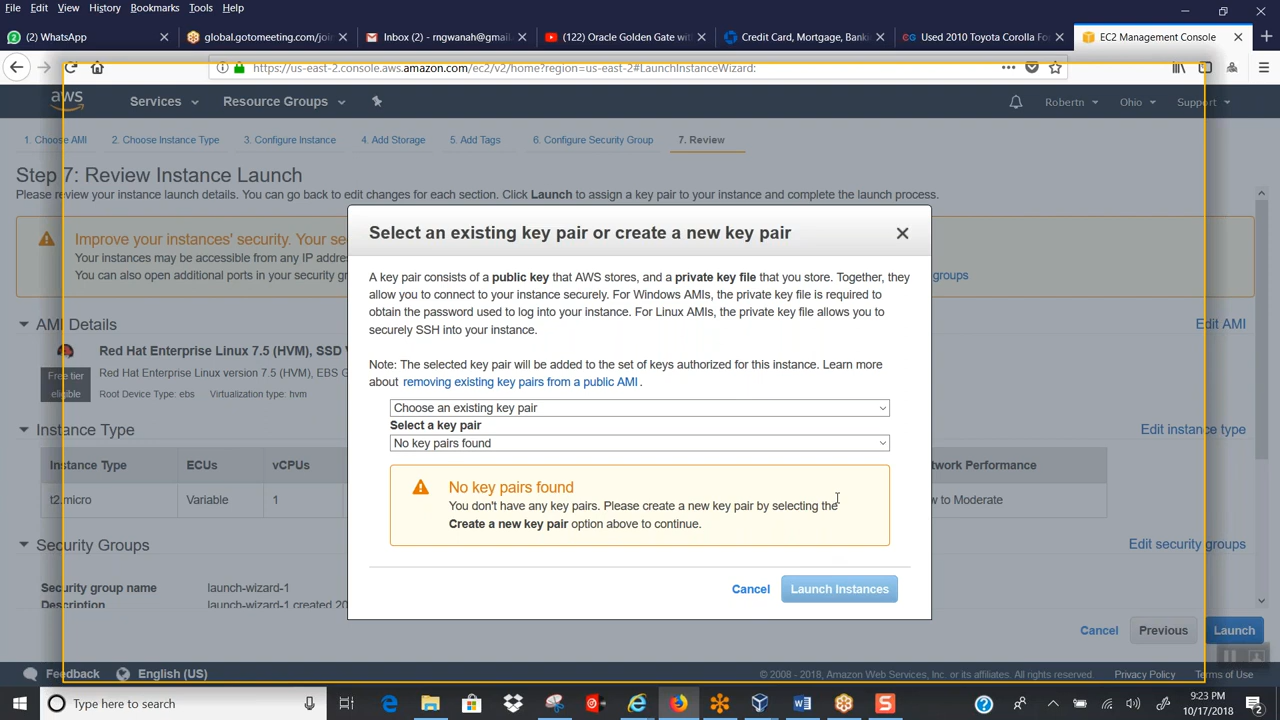 File Edit View History Bookmarks Tools Help
(2) WhatsApp
global.gotomeeting.com/join
Inbox (2) - rngwanah@gmail.
(122) Oracle Golden Gate wit
Credit Card, Mortgage, Bank
Used 2010 Toyota Corolla Fo
EC2 Management Console
https://us-east-2.console.aws.amazon.com/ec2/v2/home?region=us-east-2#LaunchInstanceWizard:
aws Services Resource Groups
Robertn Ohio Support
1. Choose AMI 2. Choose Instance Type 3. Configure Instance 4. Add Storage 5. Add Tags 6. Configure Security Group 7. Review
Step 7: Review Instance Launch
Please review your instance launch details. You can go back to edit changes for each section. Click Launch to assign a key pair to your instance and complete the launch process.
Improve your instances' security. Your se
Your instances may be accessible from any IP addre
You can also open additional ports in your security gr
groups
AMI Details
Edit AMI
Red Hat Enterprise Linux 7.5 (HVM), SSD V
Free tier
eligible
Red Hat Enterprise Linux version 7.5 (HVM), EBS G
Root Device Type: ebs Virtualization type: hvm
Instance Type
Edit instance type
Instance Type ECUs vCPUs
twork Performance
t2.micro Variable 1
w to Moderate
Security Groups
Edit security groups
Security group name launch-wizard-1
Description launch-wizard-1 created 20
Select an existing key pair or create a new key pair
A key pair consists of a public key that AWS stores, and a private key file that you store. Together, they
allow you to connect to your instance securely. For Windows AMIs, the private key file is required to
obtain the password used to log into your instance. For Linux AMIs, the private key file allows you to
securely SSH into your instance.
Note: The selected key pair will be added to the set of keys authorized for this instance. Learn more
about removing existing key pairs from a public AMI.
Choose an existing key pair
Select a key pair
No key pairs found
No key pairs found
You don't have any key pairs. Please create a new key pair by selecting the
Create a new key pair option above to continue.
Cancel Launch Instances
Cancel Previous Launch
Feedback English (US)
© 2008 - 2018, Amazon Web Services, Inc. or its affiliates. All rights reserved. Privacy Policy Terms of Use
Type here to search
9:23 PM
10/17/2018
2